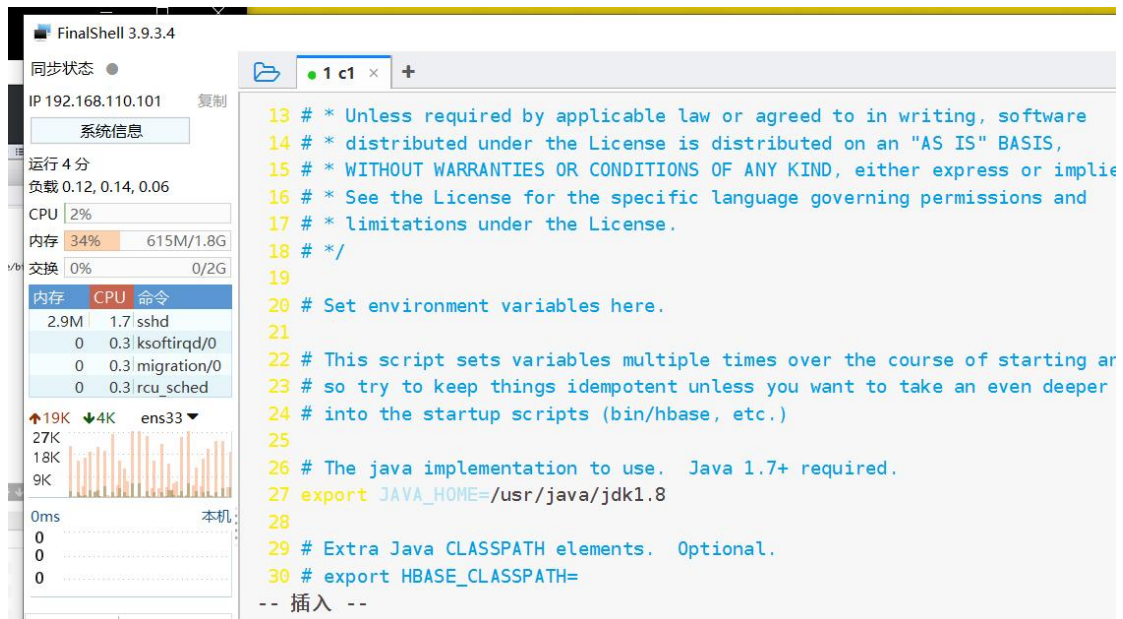 FinalShell 3.9.3.4
同步状态
IP 192.168.110.101 复制
系统信息
运行 4 分
负载 0.12, 0.14, 0.06
CPU 2%
内存 34% 615M/1.8G
交换 0% 0/2G
内存 CPU 命令
2.9M 1.7 sshd
0 0.3 ksoftirqd/0
0 0.3 migration/0
0 0.3 rcu_sched
19K 4K ens33
27K
18K
9K
0ms 本机
0
0
0
1 c1 × +
13 # * Unless required by applicable law or agreed to in writing, software
14 # * distributed under the License is distributed on an "AS IS" BASIS,
15 # * WITHOUT WARRANTIES OR CONDITIONS OF ANY KIND, either express or implie
16 # * See the License for the specific language governing permissions and
17 # * limitations under the License.
18 # */
19
20 # Set environment variables here.
21
22 # This script sets variables multiple times over the course of starting an
23 # so try to keep things idempotent unless you want to take an even deeper
24 # into the startup scripts (bin/hbase, etc.)
25
26 # The java implementation to use.  Java 1.7+ required.
27 export JAVA_HOME=/usr/java/jdk1.8
28
29 # Extra Java CLASSPATH elements.  Optional.
30 # export HBASE_CLASSPATH=
-- 插入 --